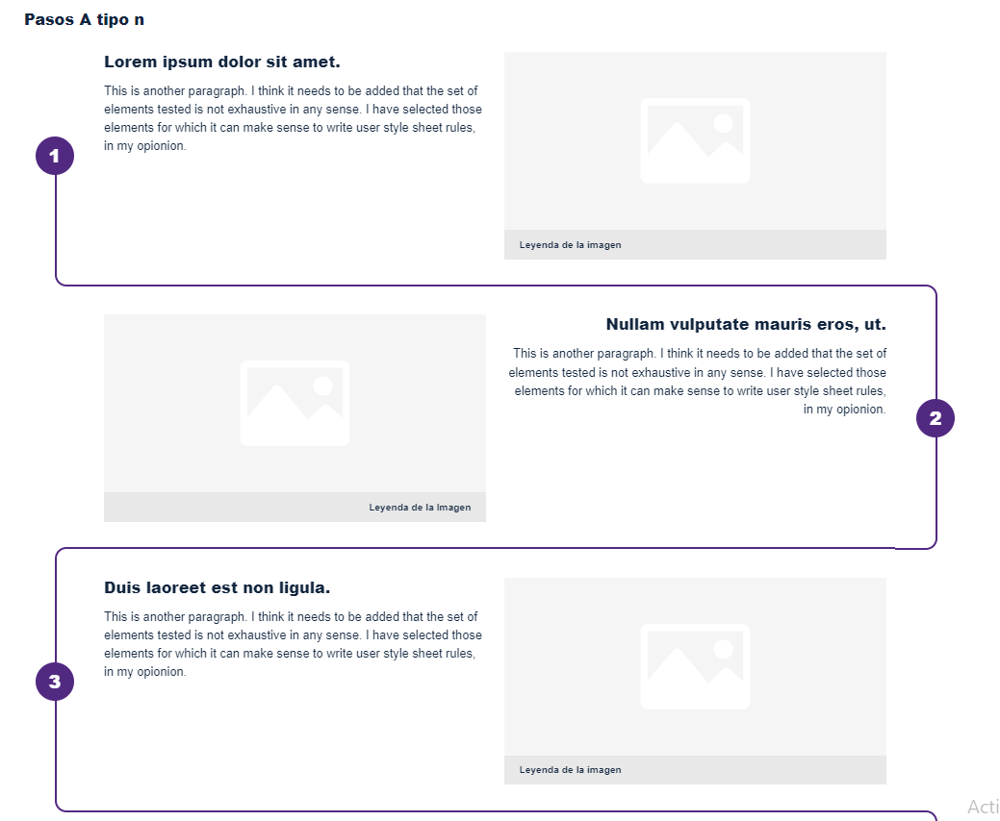 Pasos A tipo n
Lorem ipsum dolor sit amet.
This is another paragraph. I think it needs to be added that the set of
elements tested is not exhaustive in any sense. I have selected those
elements for which it can make sense to write user style sheet rules,
in my opionion.
1
Leyenda de la imagen
Nullam vulputate mauris eros, ut.
This is another paragraph. I think it needs to be added that the set of
elements tested is not exhaustive in any sense. I have selected those
elements for which it can make sense to write user style sheet rules,
in my opionion.
2
Leyenda de la Imagen
Duis laoreet est non ligula.
This is another paragraph. I think it needs to be added that the set of
elements tested is not exhaustive in any sense. I have selected those
elements for which it can make sense to write user style sheet rules,
in my opionion.
3
Leyenda de la imagen
Acti